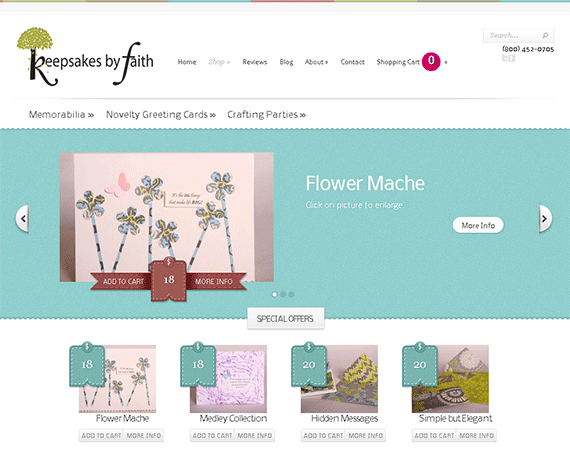 Keepsakes by faith
Home Shop » Reviews Blog About » Contact Shopping Cart 0 »
Search...
(800) 452-0705
Memorabilia » Novelty Greeting Cards » Crafting Parties »
It's the little things
that make life BIG!
Flower Mache
Click on picture to enlarge.
More Info
$
ADD TO CART 18 MORE INFO
SPECIAL OFFERS
$ $ $ $
18 18 20 20
Flower Mache Medley Collection Hidden Messages Simple but Elegant
ADD TO CART MORE INFO ADD TO CART MORE INFO ADD TO CART MORE INFO ADD TO CART MORE INFO